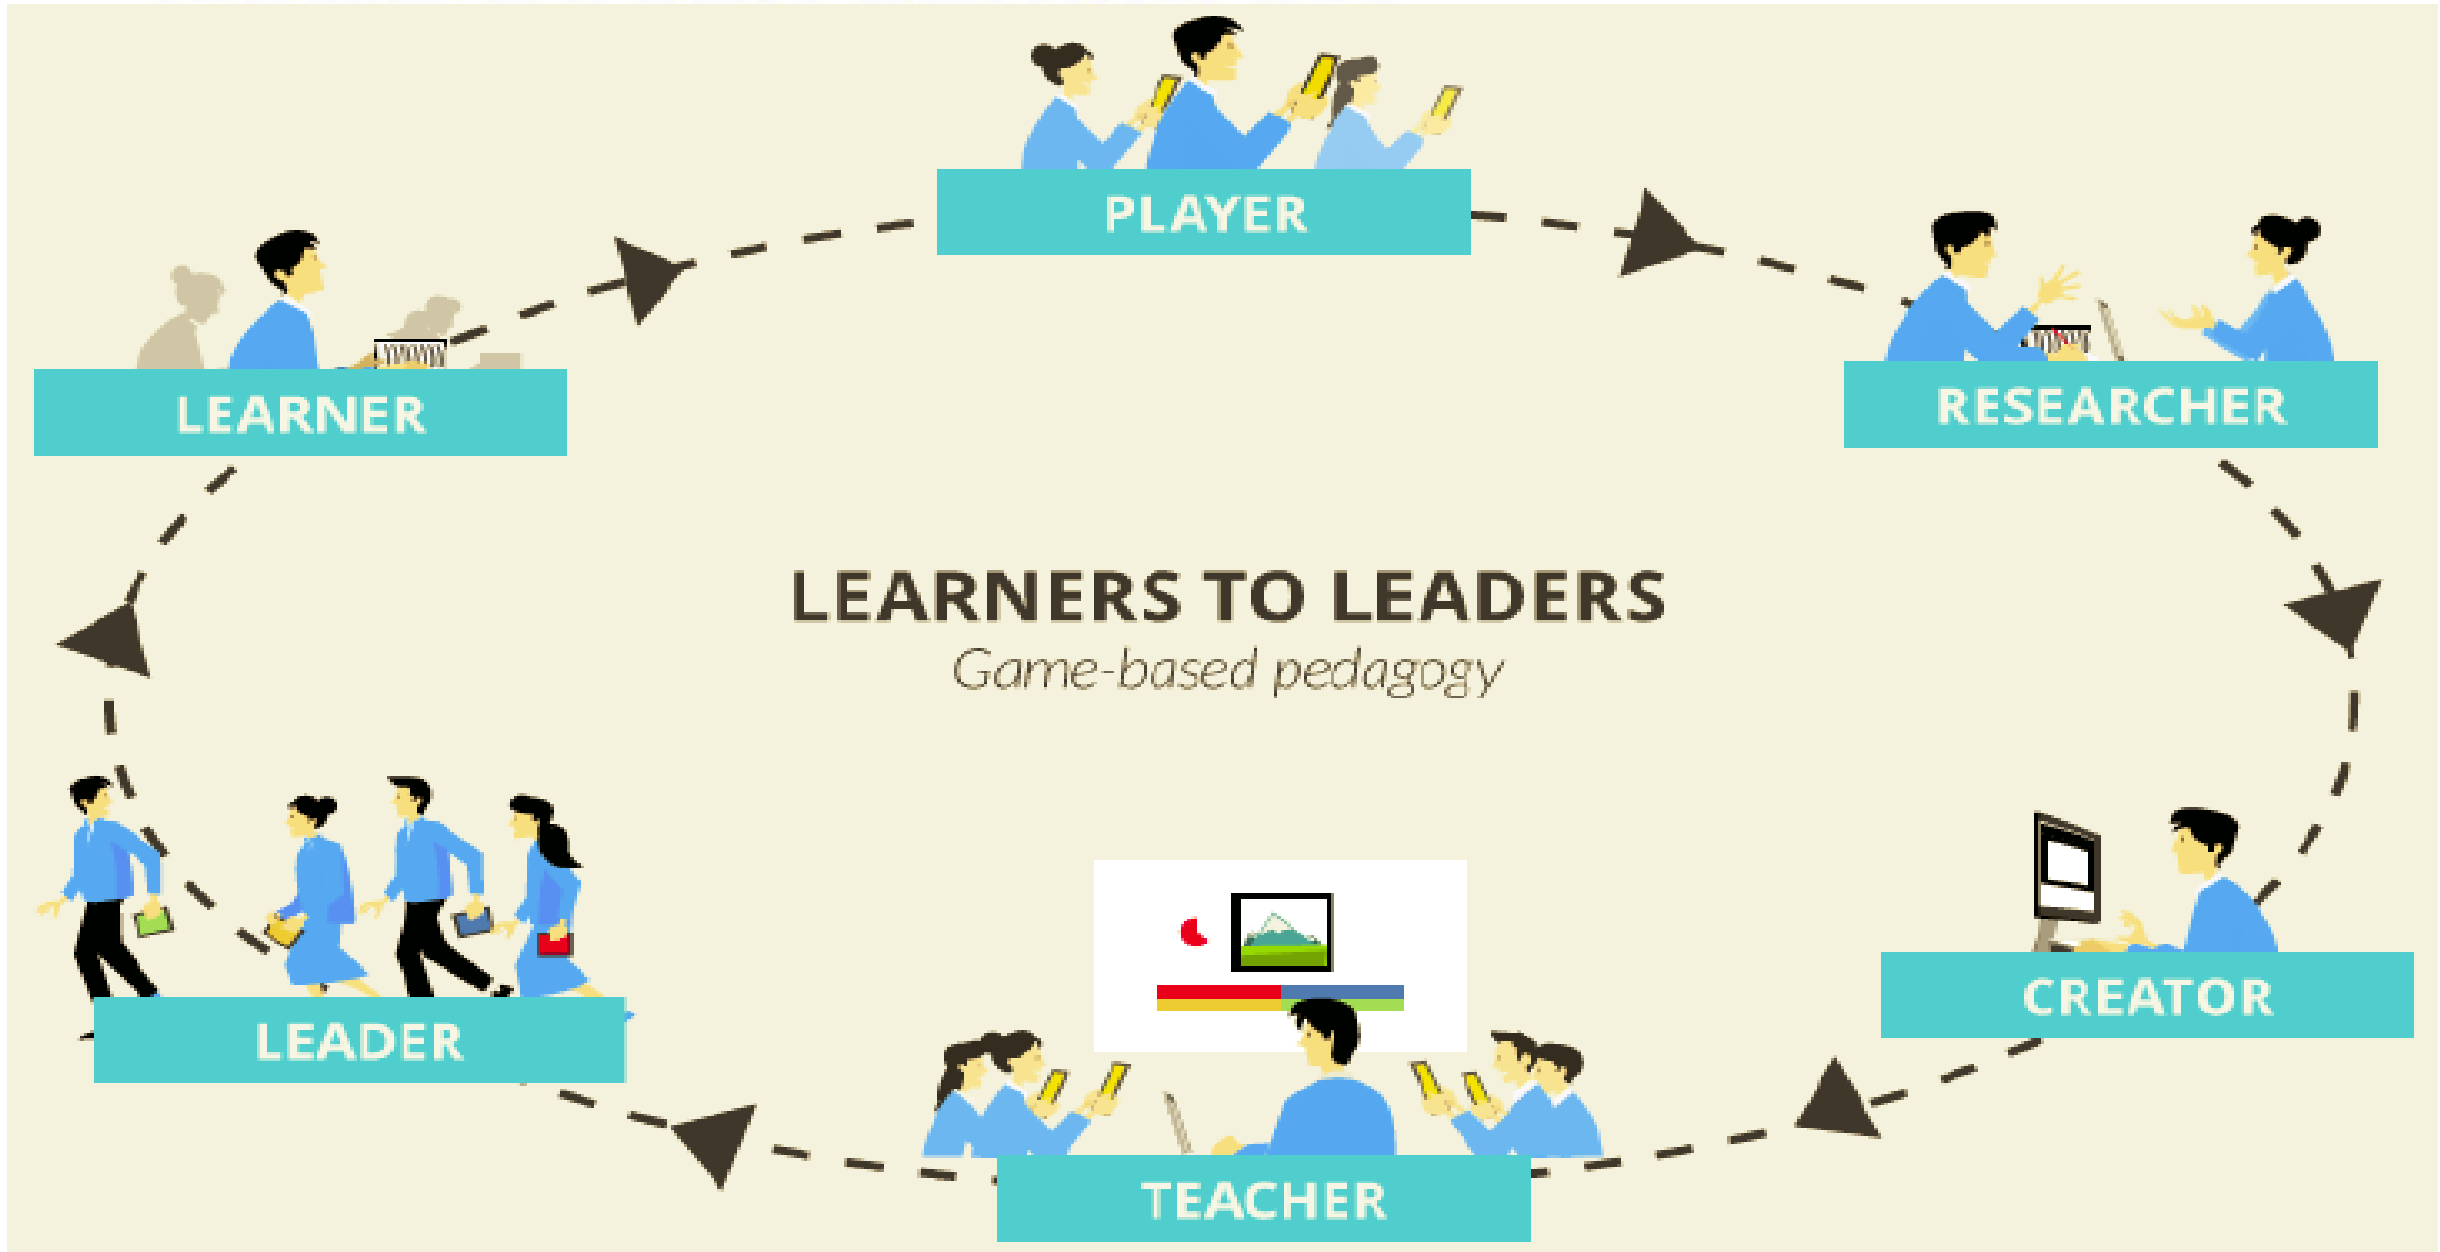 PLAYER
LEARNER
RESEARCHER
LEARNERS TO LEADERS
Game-based pedagogy
CREATOR
LEADER
TEACHER